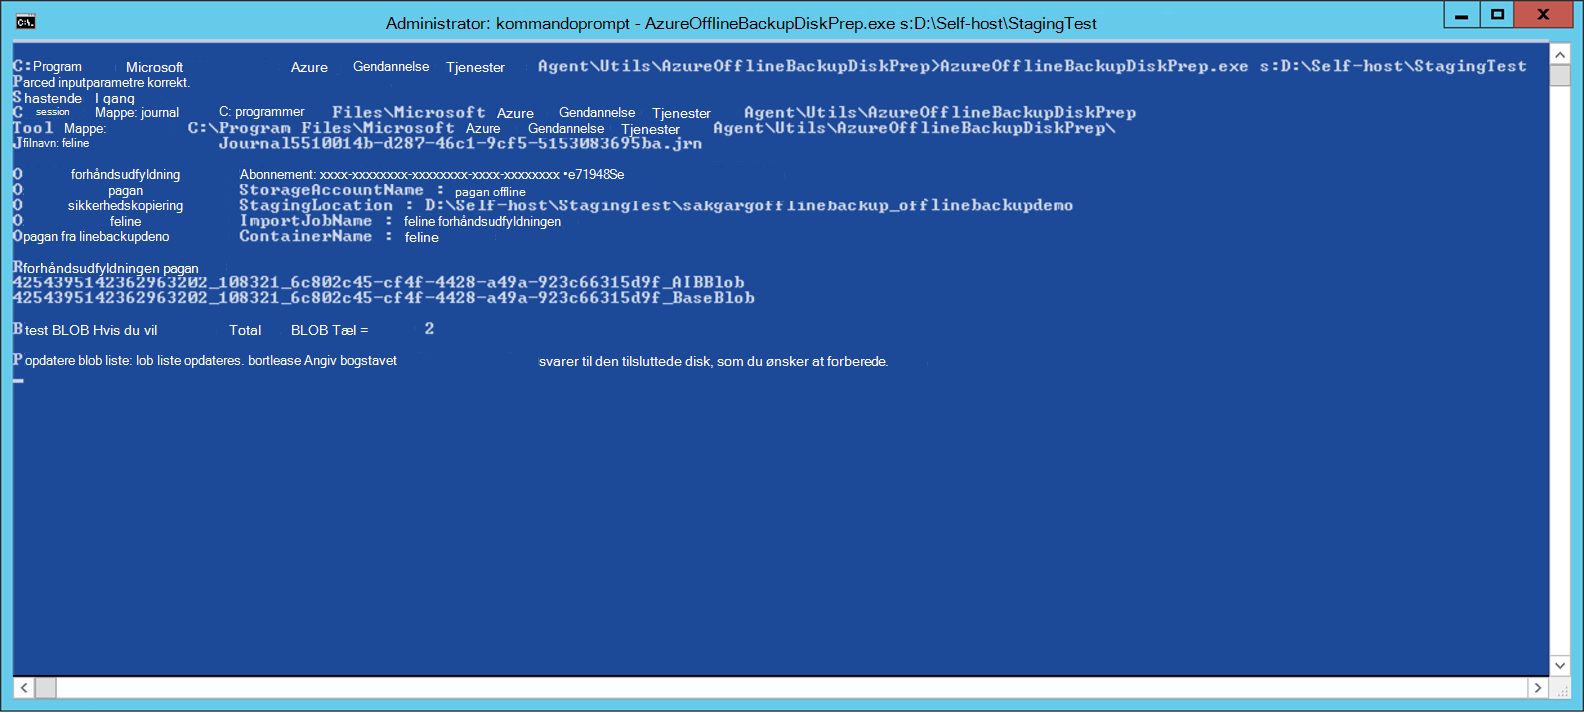 Administrator: kommandoprompt - AzureOfflineBackupDiskPrep.exe s:D:\Self-host\StagingTest
C:Program Microsoft Azure Gendannelse Tjenester Agent\Utils\AzureOfflineBackupDiskPrep>AzureOfflineBackupDiskPrep.exe s:D:\Self-host\StagingTest
Parced inputparametre korrekt.
Shastende I gang
C session Mappe: journal C: programmer Files\Microsoft Azure Gendannelse Tjenester Agent\Utils\AzureOfflineBackupDiskPrep
Tool Mappe: C:\Program Files\Microsoft Azure Gendannelse Tjenester Agent\Utils\AzureOfflineBackupDiskPrep\
Jfilnavn: feline Journal5510014b-d287-46c1-9cf5-5153083695ba.jrn
O forhåndsudfyldning Abonnement: xxxx-xxxxxxxx-xxxxxxxx-xxxx-xxxxxxxx •e71948Se
O pagan StorageAccountName : pagan offline
O sikkerhedskopiering StagingLocation : D:\Self-host\StagingTest\sakgargofflinebackup_offlinebackupdemo
O feline ImportJobName : feline forhåndsudfyldningen
Opagan fra linebackupdeno ContainerName : feline
Rforhåndsudfyldningen pagan
4254395142362963202_108321_6c802c45-cf4f-4428-a49a-923c66315d9f_AIBBlob
4254395142362963202_108321_6c802c45-cf4f-4428-a49a-923c66315d9f_BaseBlob
Btest BLOB Hvis du vil Total BLOB Tæl = 2
P opdatere blob liste: lob liste opdateres. bortlease Angiv bogstavet svarer til den tilsluttede disk, som du ønsker at forberede.